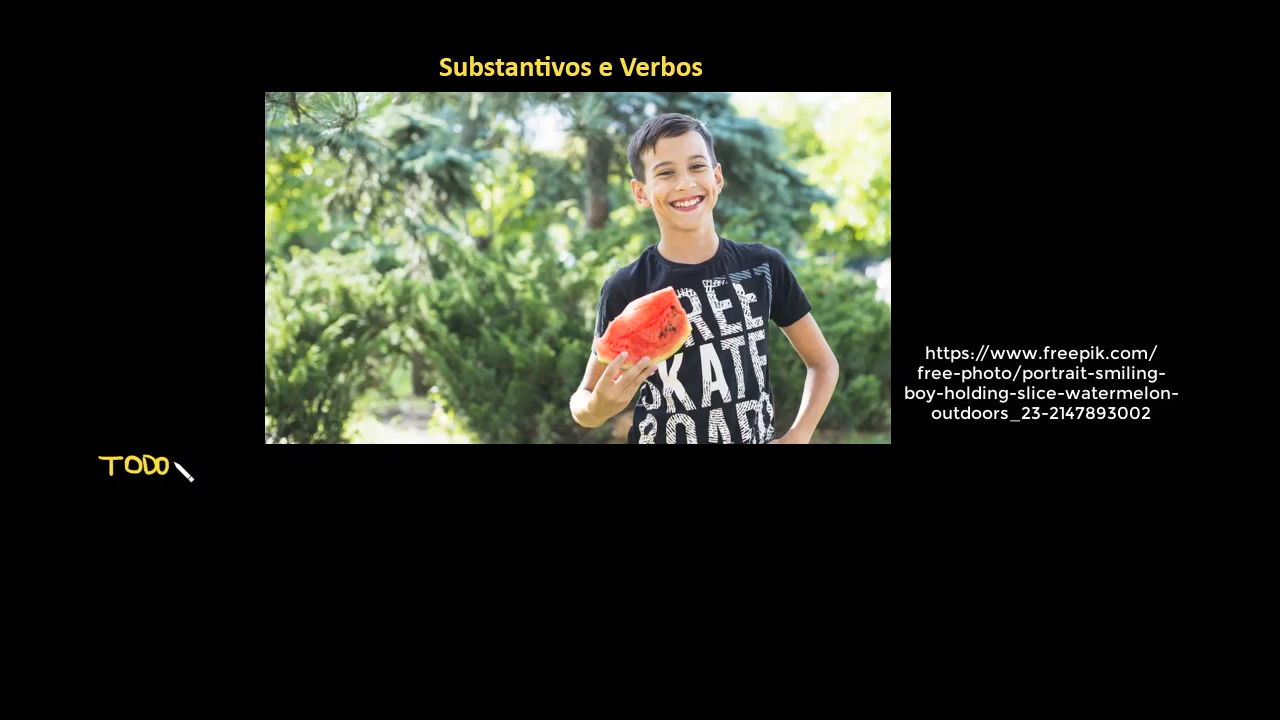 Substantivos e Verbos
FREE
SKATE
BOARD
https://www.freepik.com/
free-photo/portrait-smiling-
boy-holding-slice-watermelon-
outdoors_23-2147893002
TODO